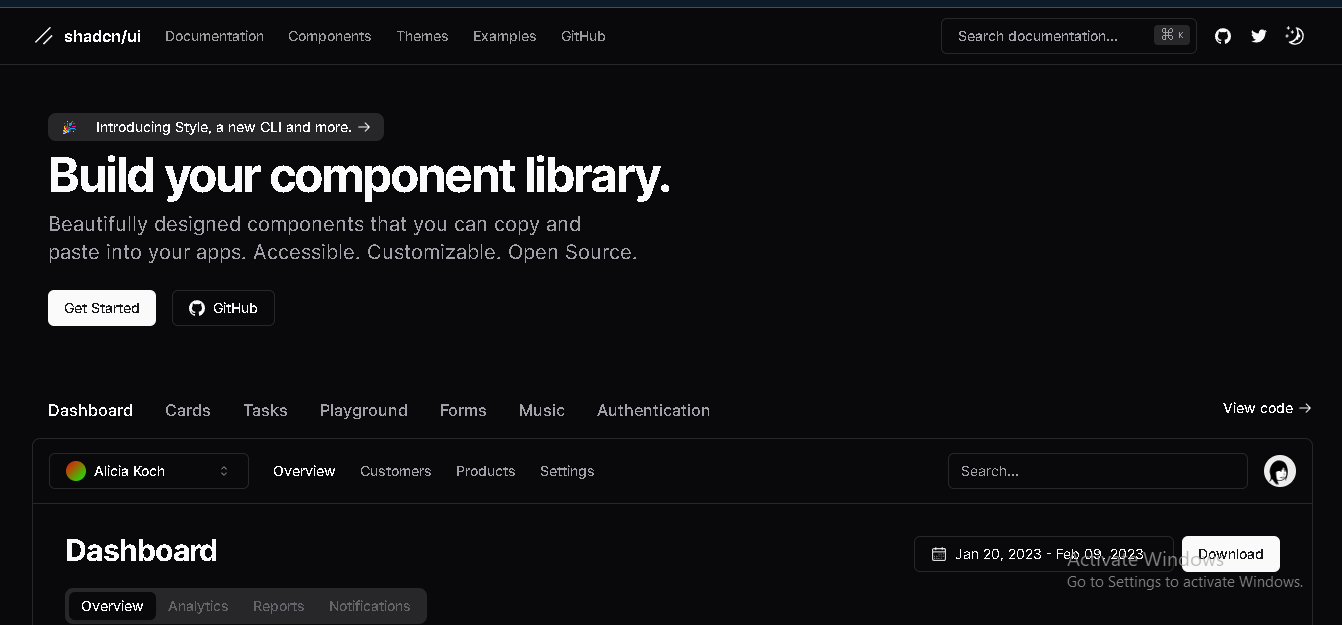 shadcn/ui Documentation Components Themes Examples GitHub Search documentation... ⌘ K
Introducing Style, a new CLI and more. →
Build your component library.
Beautifully designed components that you can copy and
paste into your apps. Accessible. Customizable. Open Source.
Get Started GitHub
Dashboard Cards Tasks Playground Forms Music Authentication View code →
Alicia Koch Overview Customers Products Settings Search...
Dashboard
Jan 20, 2023 - Feb 09, 2023 Download
Activate Windows
Go to Settings to activate Windows.
Overview Analytics Reports Notifications